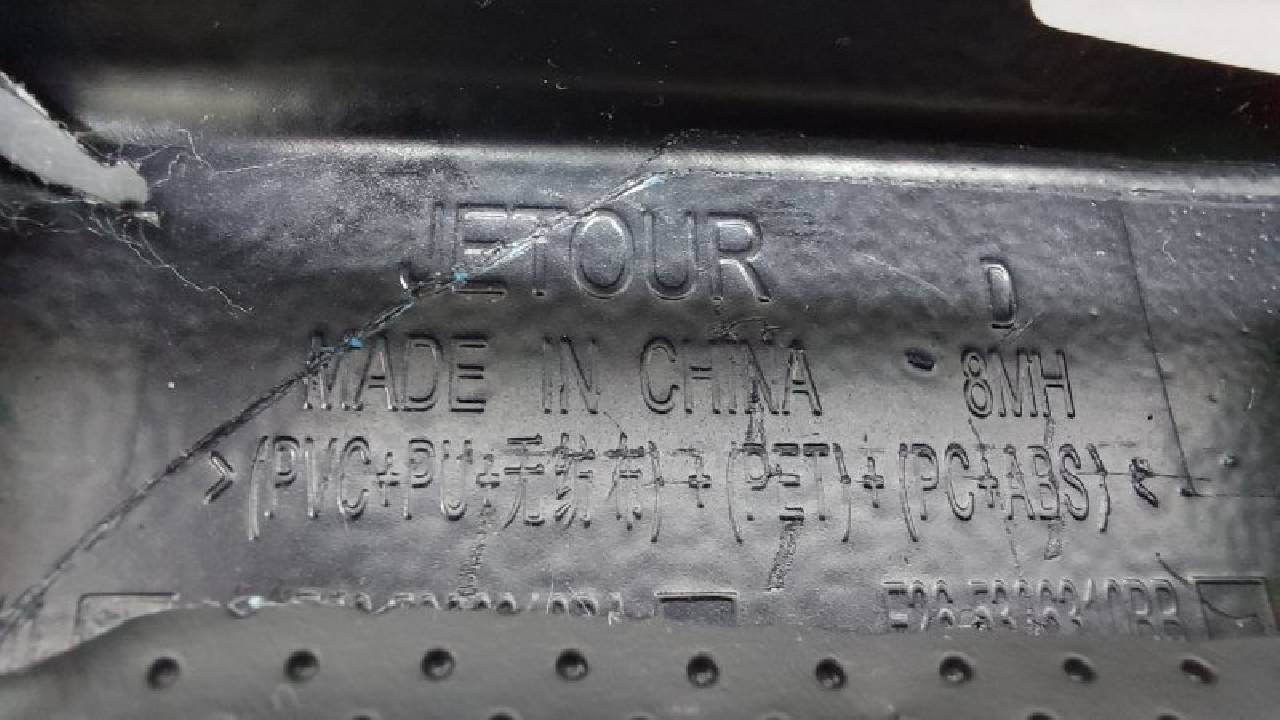 JETOUR
D
MADE IN CHINA 8MH
>(PVC+PU+无纺布)+(PET)+(PC+ABS)<